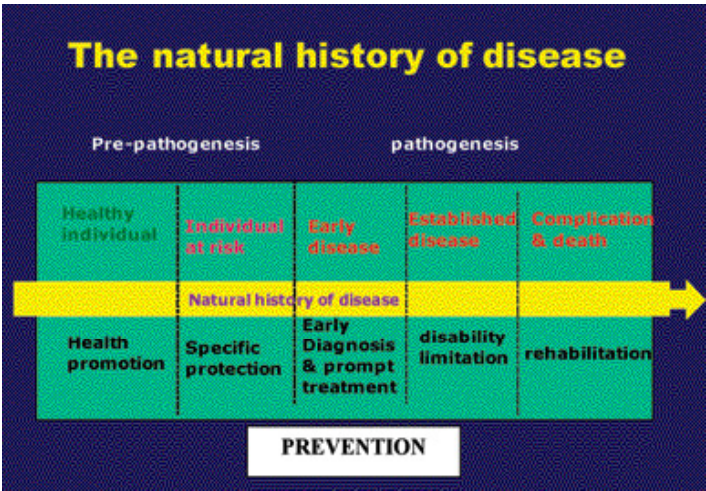 The natural history of disease
Pre-pathogenesis
pathogenesis
Healthy
individual
Individual
at risk
Early
disease
Established
disease
Complication
& death
Natural history of disease
Health
promotion
Specific
protection
Early
Diagnosis
& prompt
treatment
disability
limitation
rehabilitation
PREVENTION